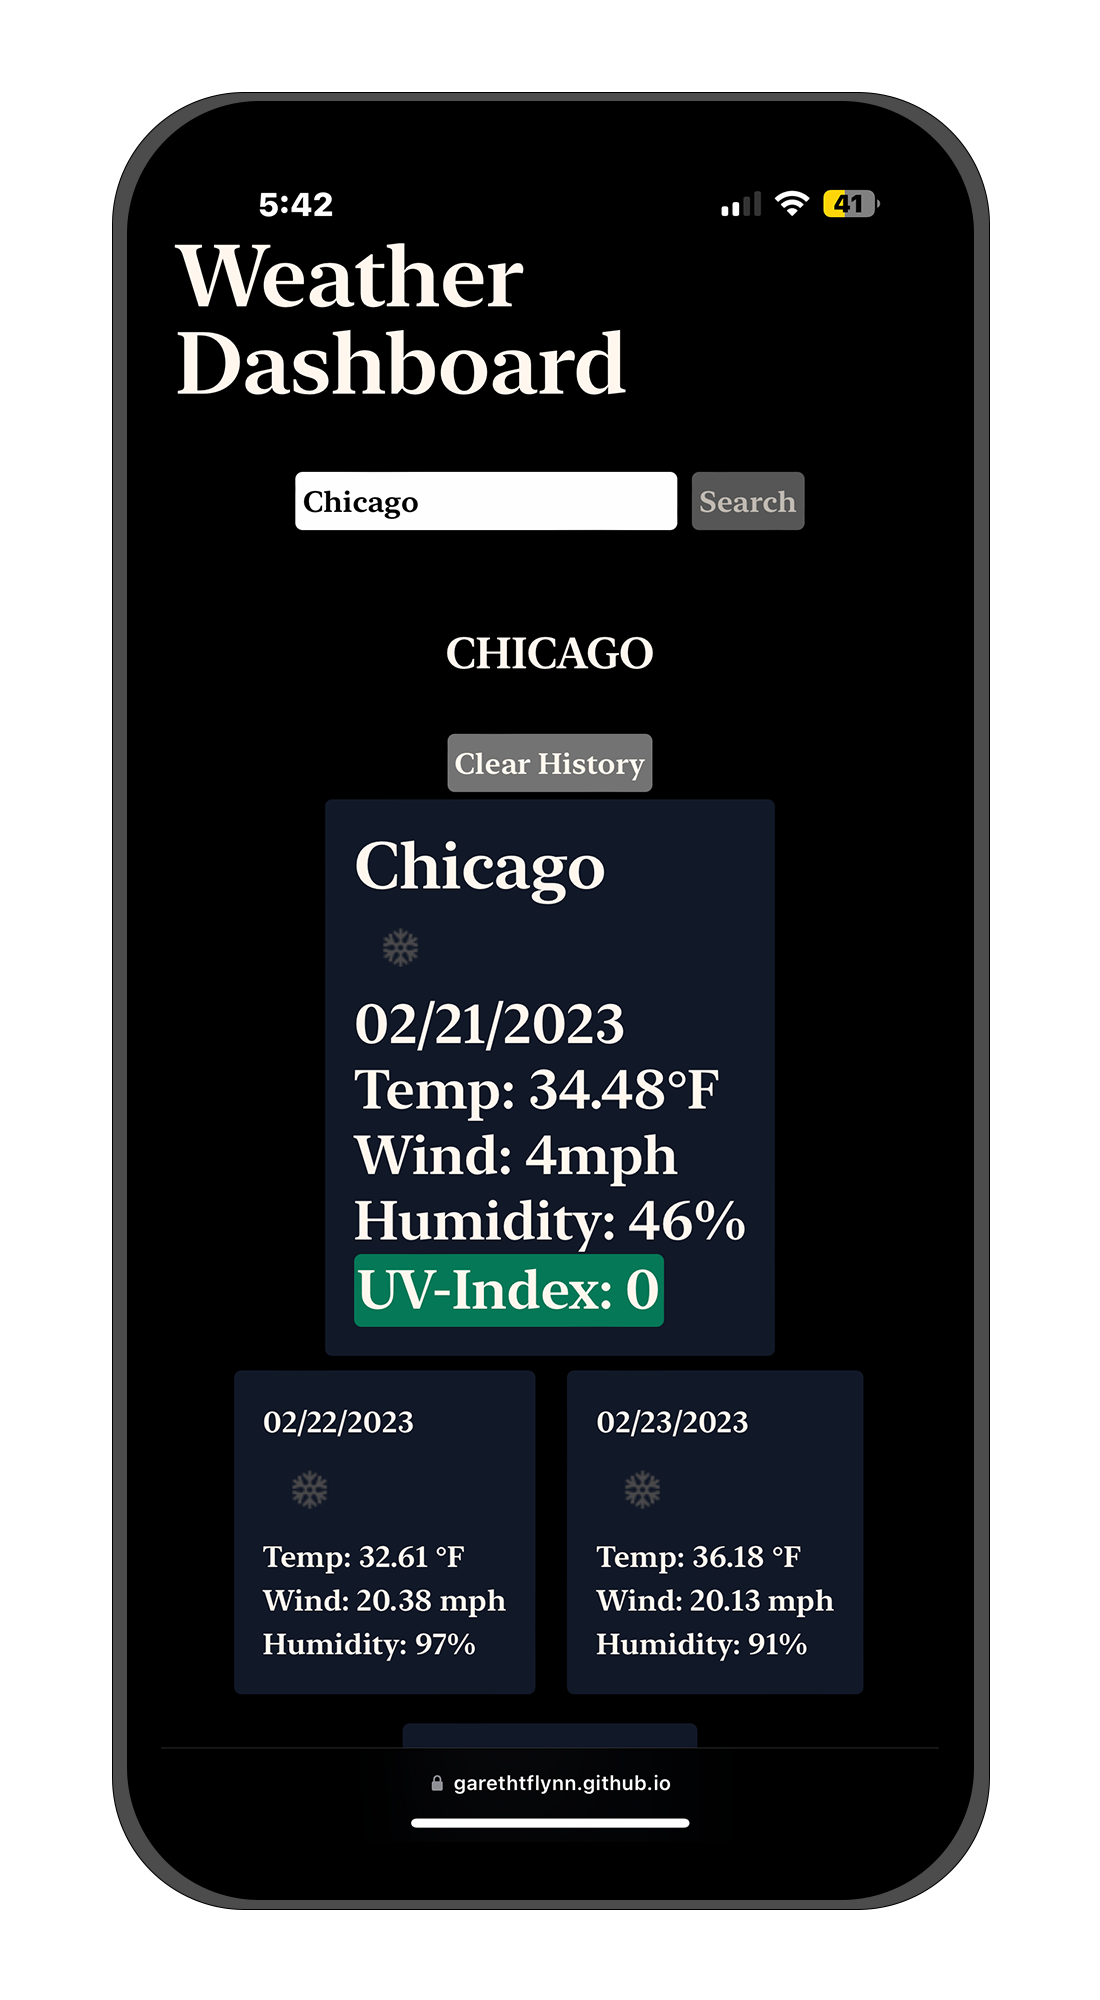 5:42
41
Weather
Dashboard
Chicago
Search
CHICAGO
Clear History
Chicago
02/21/2023
Temp: 34.48°F
Wind: 4mph
Humidity: 46%
UV-Index: 0
02/22/2023
Temp: 32.61 °F
Wind: 20.38 mph
Humidity: 97%
02/23/2023
Temp: 36.18 °F
Wind: 20.13 mph
Humidity: 91%
garethtflynn.github.io